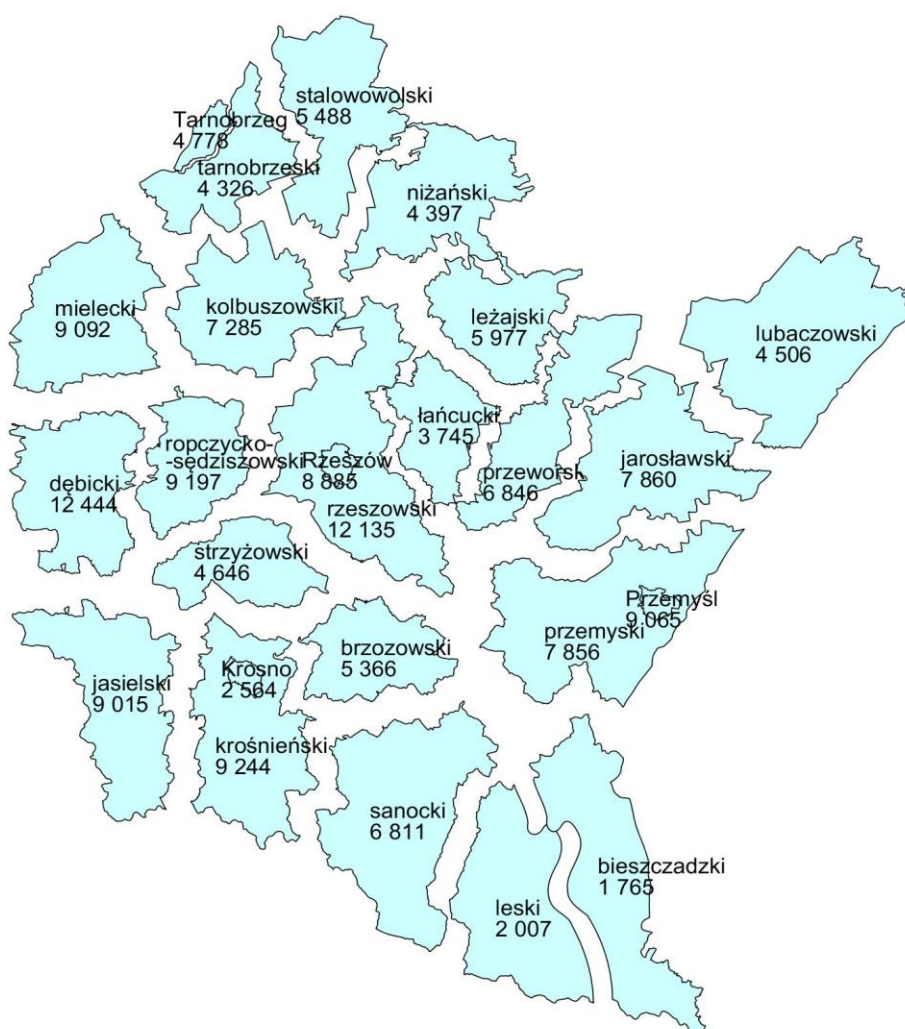 stalowowolski
5 488
Tarnobrzeg
4 778
tarnobrzeski
4 326
niżański
4 397
mielecki
9 092
kolbuszowski
7 285
leżajski
5 977
lubaczowski
4 506
łańcucki
3 745
ropczycko-
-sędziszowski
9 197
Rzeszów
8 885
przeworsk
6 846
jarosławski
7 860
dębicki
12 444
rzeszowski
12 135
strzyżowski
4 646
Przemyśl
9 065
przemyski
7 856
brzozowski
5 366
Krosno
2 564
jasielski
9 015
krośnieński
9 244
sanocki
6 811
bieszczadzki
1 765
leski
2 007